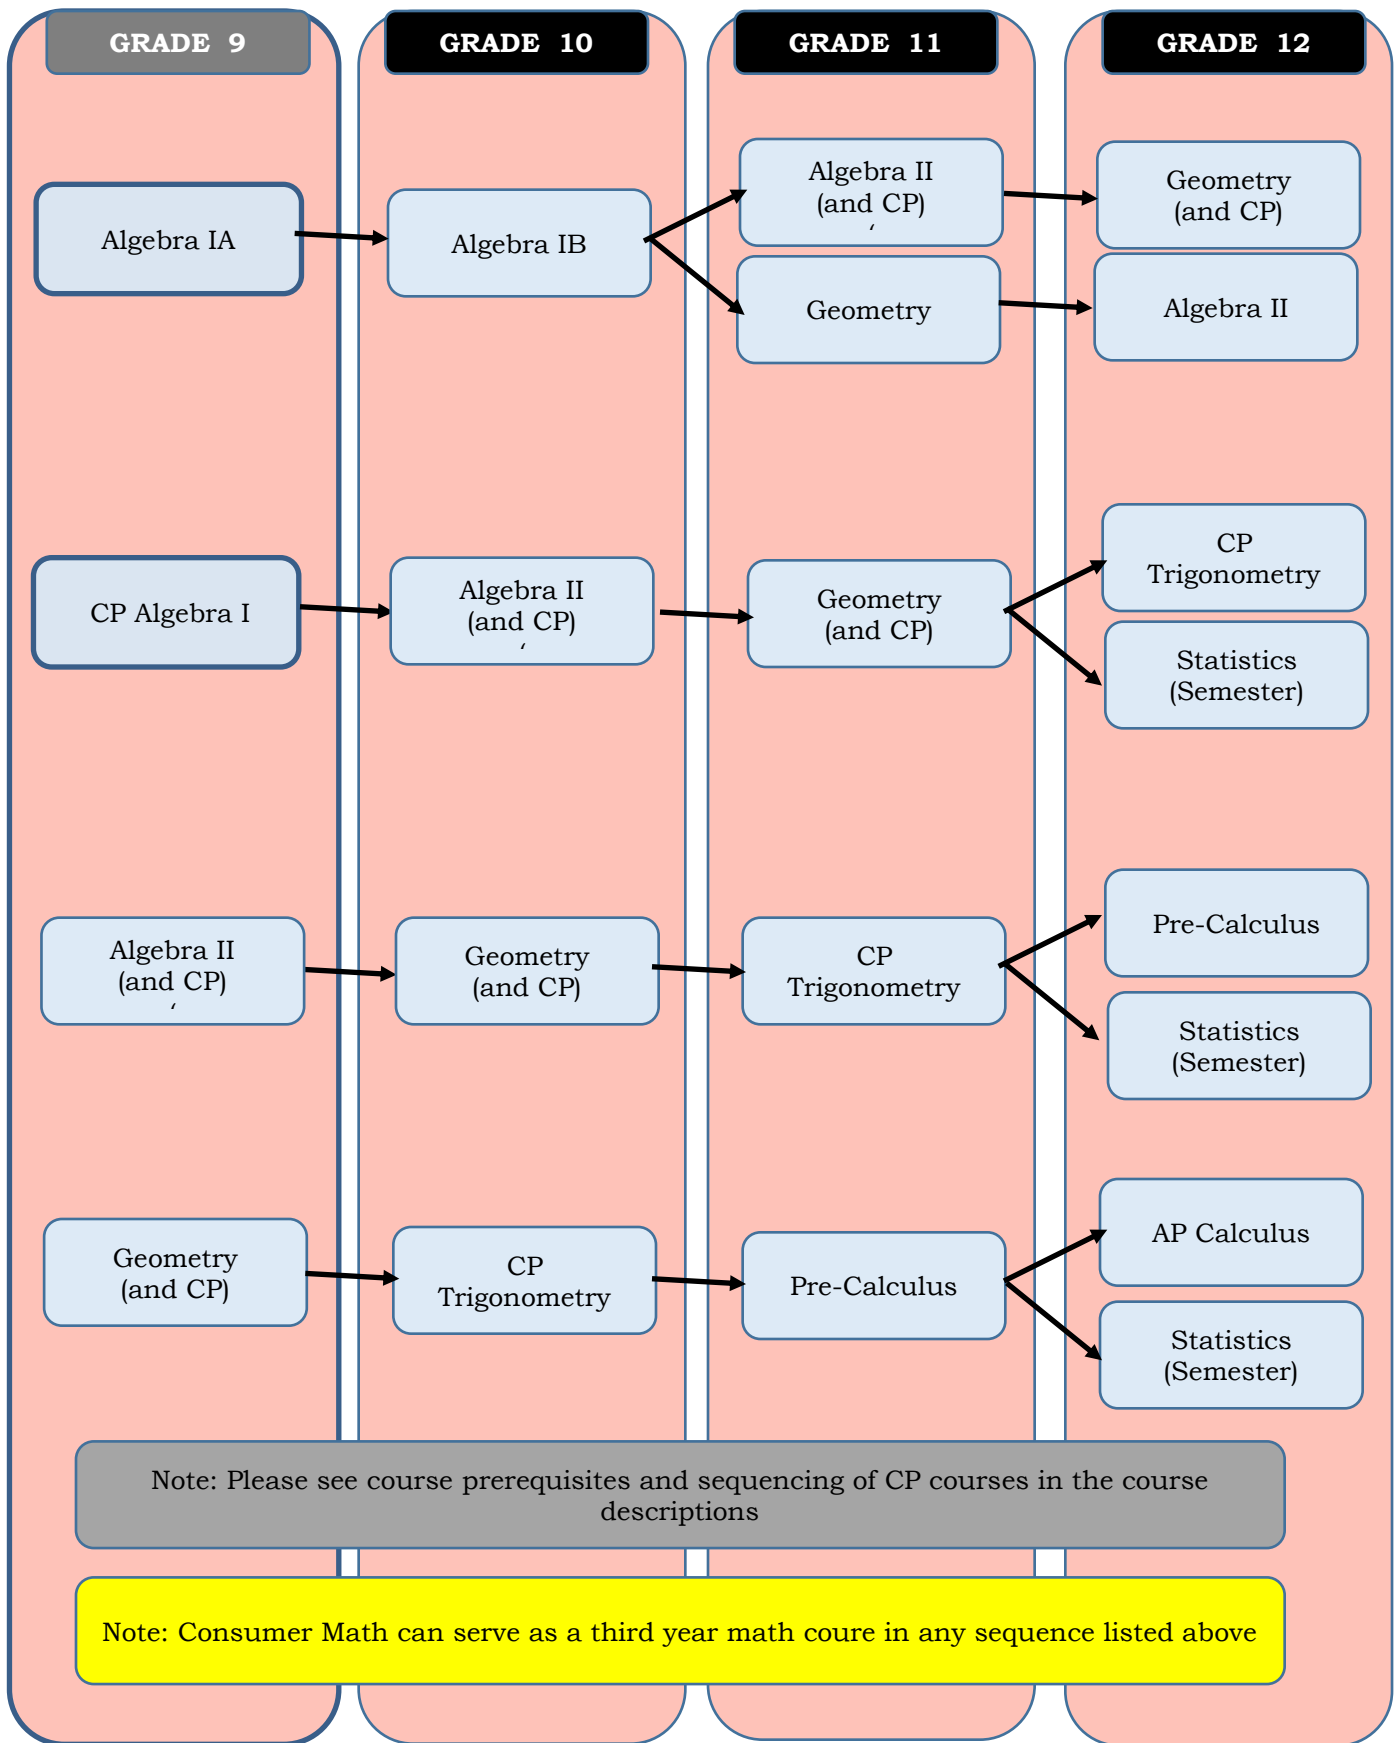 GRADE 9
GRADE 10
GRADE 11
GRADE 12
Algebra IA
Algebra IB
Algebra II
(and CP)
‘
Geometry
(and CP)
Geometry
Algebra II
CP Algebra I
Algebra II
(and CP)
‘
Geometry
(and CP)
CP
Trigonometry
Statistics
(Semester)
Algebra II
(and CP)
‘
Geometry
(and CP)
CP
Trigonometry
Pre-Calculus
Statistics
(Semester)
Geometry
(and CP)
CP
Trigonometry
Pre-Calculus
AP Calculus
Statistics
(Semester)
Note: Please see course prerequisites and sequencing of CP courses in the course
descriptions
Note: Consumer Math can serve as a third year math coure in any sequence listed above